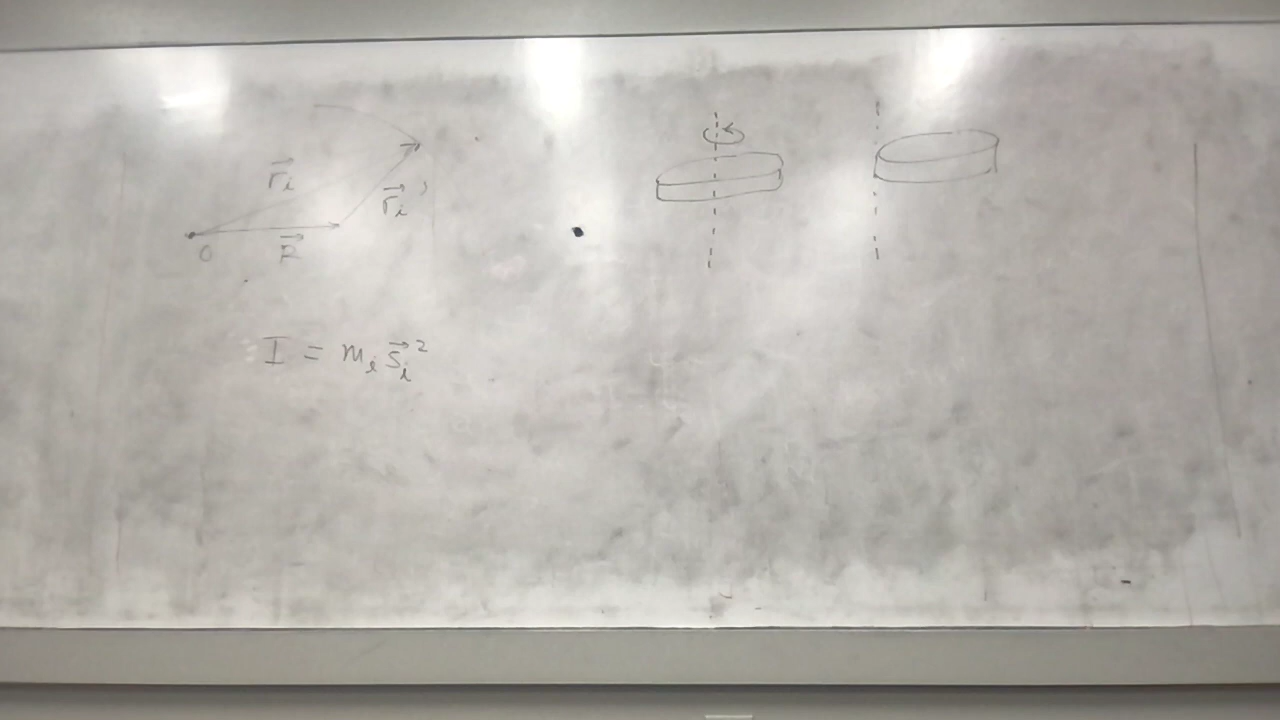 r⃗ᵢ
r⃗ᵢ'
O
R⃗
I = mᵢ s⃗ᵢ²